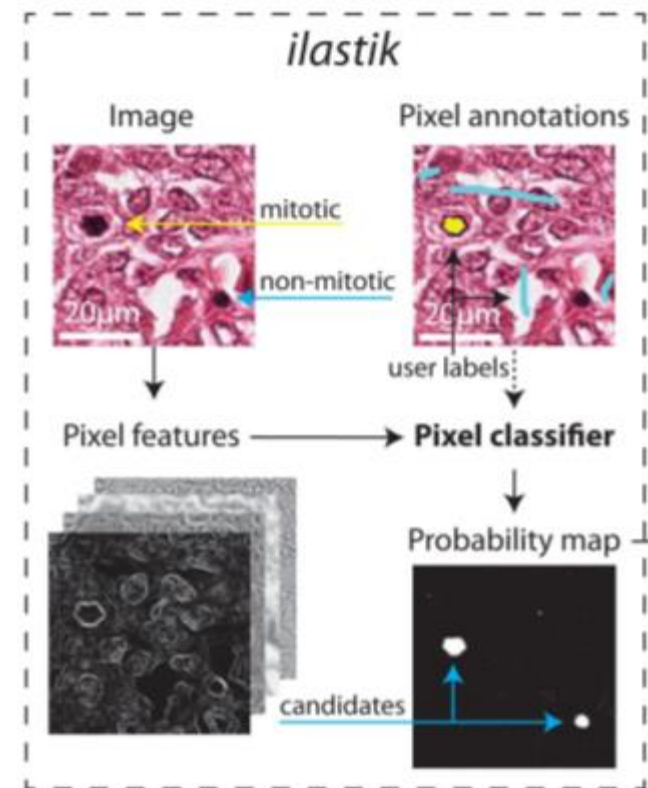 ilastik
Image
Pixel annotations
mitotic
non-mitotic
20µm
20µm
user labels
Pixel features
Pixel classifier
Probability map
candidates